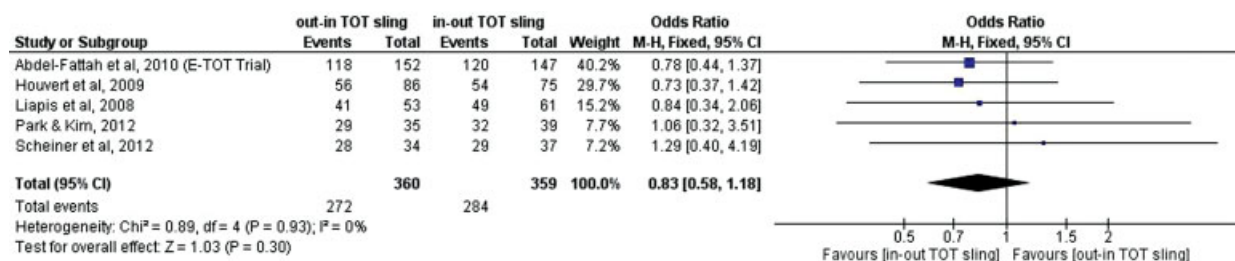 out-in TOT sling in-out TOT sling Odds Ratio Odds Ratio
Study or Subgroup Events Total Events Total Weight M-H, Fixed, 95% CI M-H, Fixed, 95% CI
Abdel-Fattah et al, 2010 (E-TOT Trial) 118 152 120 147 40.2% 0.78 [0.44, 1.37]
Houvert et al, 2009 56 86 54 75 29.7% 0.73 [0.37, 1.42]
Liapis et al, 2008 41 53 49 61 15.2% 0.84 [0.34, 2.06]
Park & Kim, 2012 29 35 32 39 7.7% 1.06 [0.32, 3.51]
Scheiner et al, 2012 28 34 29 37 7.2% 1.29 [0.40, 4.19]
Total (95% CI) 360 359 100.0% 0.83 [0.58, 1.18]
Total events 272 284
Heterogeneity: Chi² = 0.89, df = 4 (P = 0.93); I² = 0%
Test for overall effect: Z = 1.03 (P = 0.30)
0.5 0.7 1 1.5 2
Favours [in-out TOT sling] Favours [out-in TOT sling]